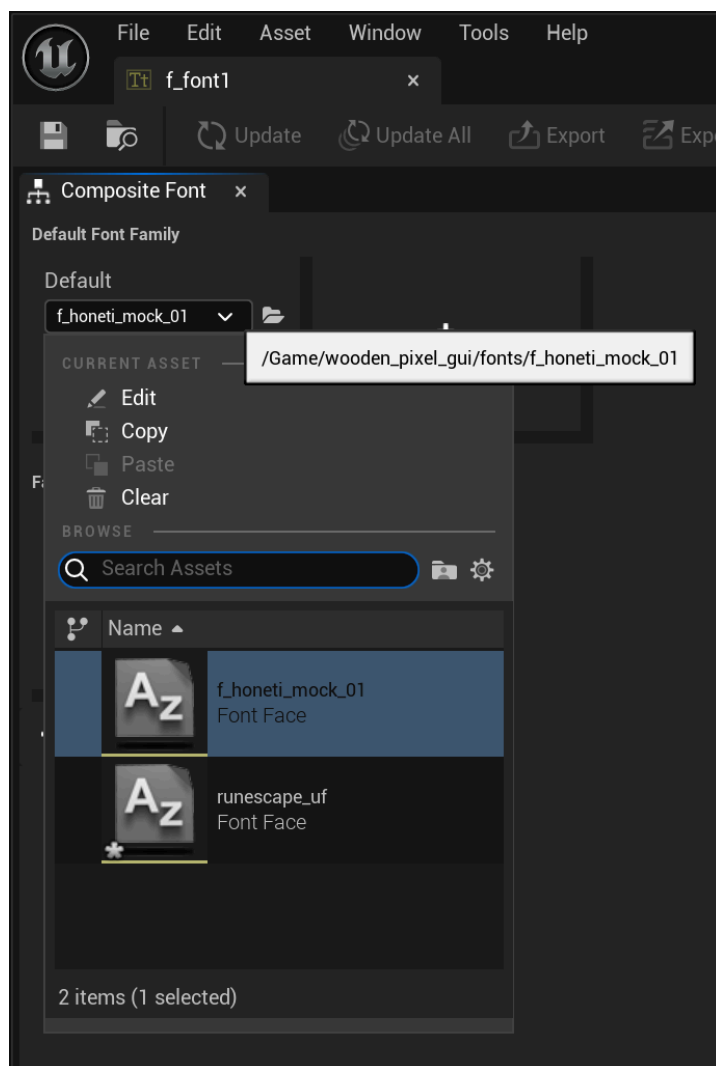 File Edit Asset Window Tools Help
Tt f_font1
Update Update All Export
Composite Font
Default Font Family
Default
f_honeti_mock_01
/Game/wooden_pixel_gui/fonts/f_honeti_mock_01
CURRENT ASSET
Edit
Copy
Paste
Clear
BROWSE
Search Assets
Name
f_honeti_mock_01
Font Face
runescape_uf
Font Face
2 items (1 selected)